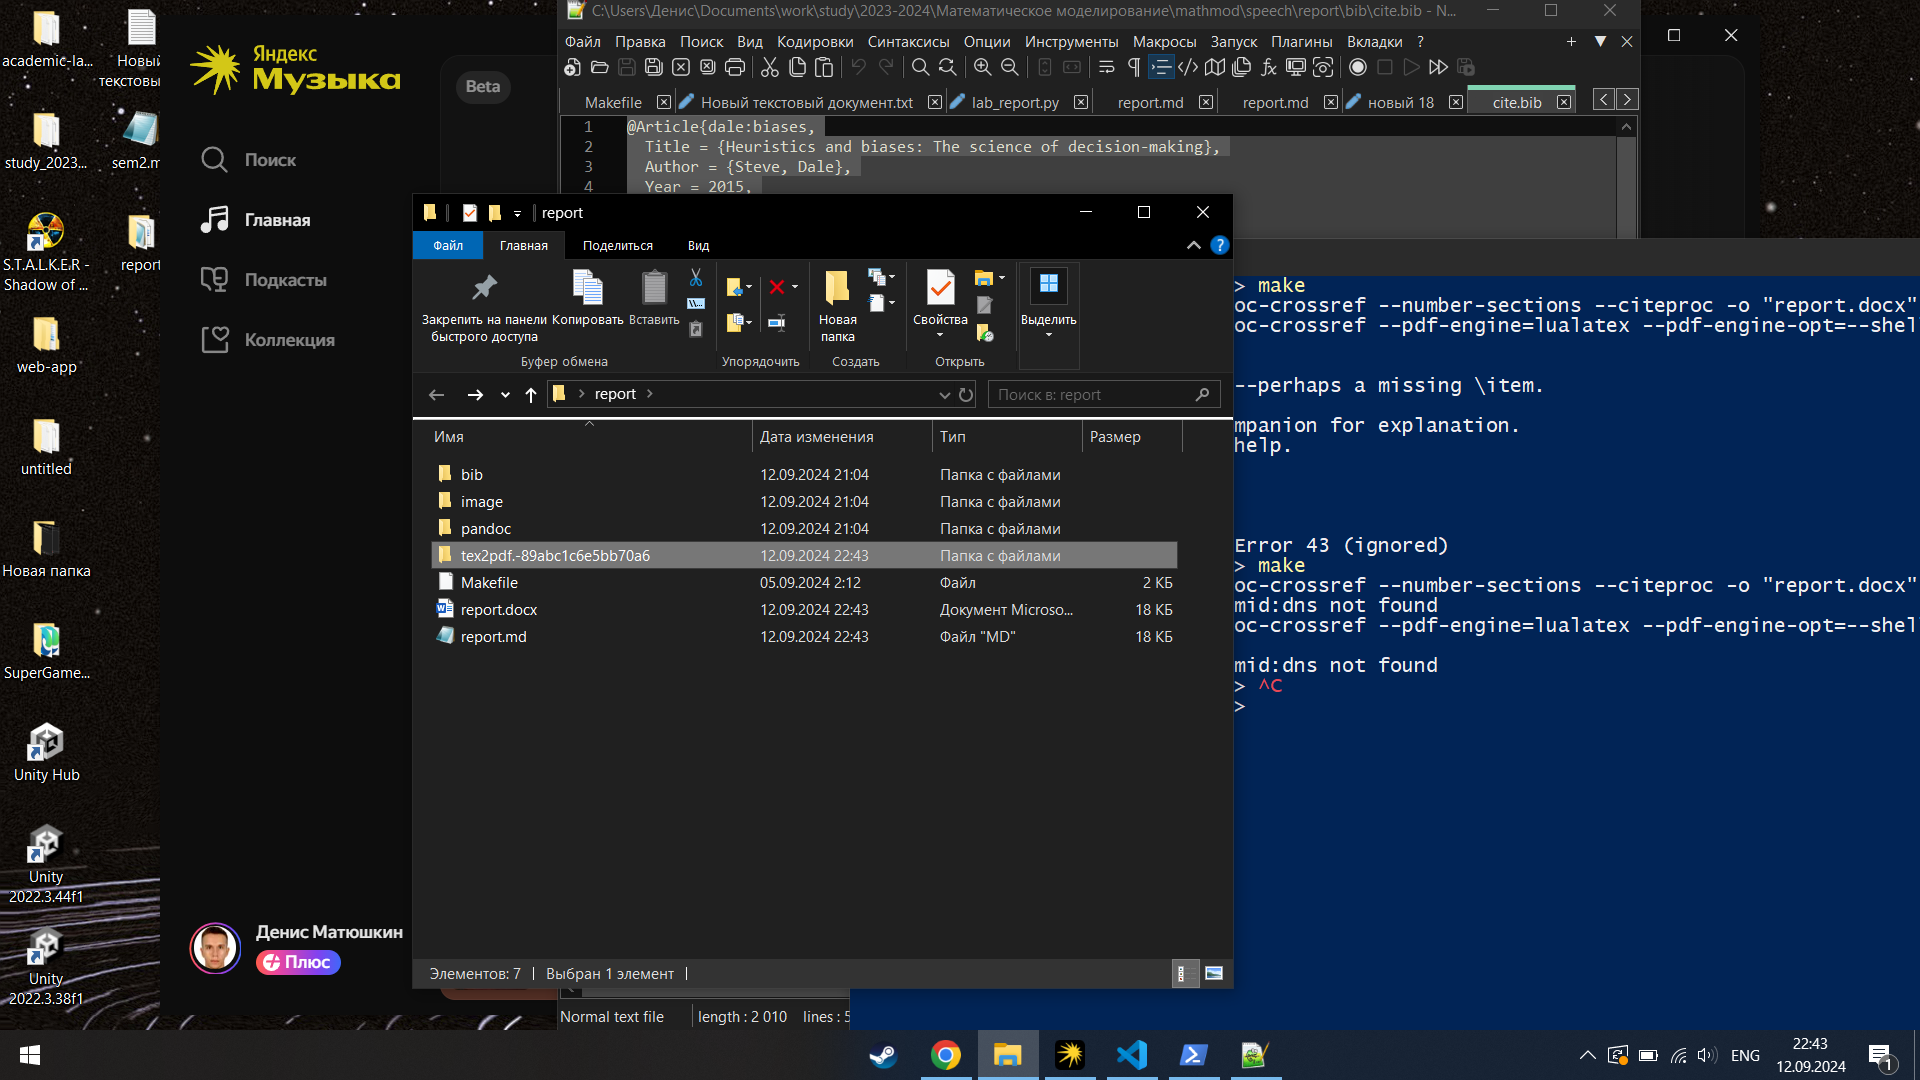 academic-la...
Новый
текстовы
study_2023...
sem2.m
S.T.A.L.K.E.R -
Shadow of ...
report
web-app
untitled
Новая папка
SuperGame...
Unity Hub
Unity
2022.3.44f1
Unity
2022.3.38f1
Яндекс
Музыка
Beta
Поиск
Главная
Подкасты
Коллекция
Денис Матюшкин
Плюс
C:\Users\Денис\Documents\work\study\2023-2024\Математическое моделирование\mathmod\speech\report\bib\cite.bib - N...
Файл Правка Поиск Вид Кодировки Синтаксисы Опции Инструменты Макросы Запуск Плагины Вкладки ?
Makefile Новый текстовый документ.txt lab_report.py report.md report.md новый 18 cite.bib
1 @Article{dale:biases,
2 Title = {Heuristics and biases: The science of decision-making},
3 Author = {Steve, Dale},
4 Year = 2015,
report
Файл Главная Поделиться Вид
Закрепить на панели
быстрого доступа
Копировать
Вставить
Буфер обмена
Упорядочить
Новая
папка
Создать
Свойства
Открыть
Выделить
report
Поиск в: report
Имя Дата изменения Тип Размер
bib 12.09.2024 21:04 Папка с файлами
image 12.09.2024 21:04 Папка с файлами
pandoc 12.09.2024 21:04 Папка с файлами
tex2pdf.-89abc1c6e5bb70a6 12.09.2024 22:43 Папка с файлами
Makefile 05.09.2024 2:12 Файл 2 КБ
report.docx 12.09.2024 22:43 Документ Microso... 18 КБ
report.md 12.09.2024 22:43 Файл "MD" 18 КБ
Элементов: 7 Выбран 1 элемент
> make
oc-crossref --number-sections --citeproc -o "report.docx"
oc-crossref --pdf-engine=lualatex --pdf-engine-opt=--shel
--perhaps a missing \item.
mpanion for explanation.
help.
Error 43 (ignored)
> make
oc-crossref --number-sections --citeproc -o "report.docx"
mid:dns not found
oc-crossref --pdf-engine=lualatex --pdf-engine-opt=--shel
mid:dns not found
> ^C
>
Normal text file length : 2 010 lines : 5
ENG
22:43
12.09.2024
1